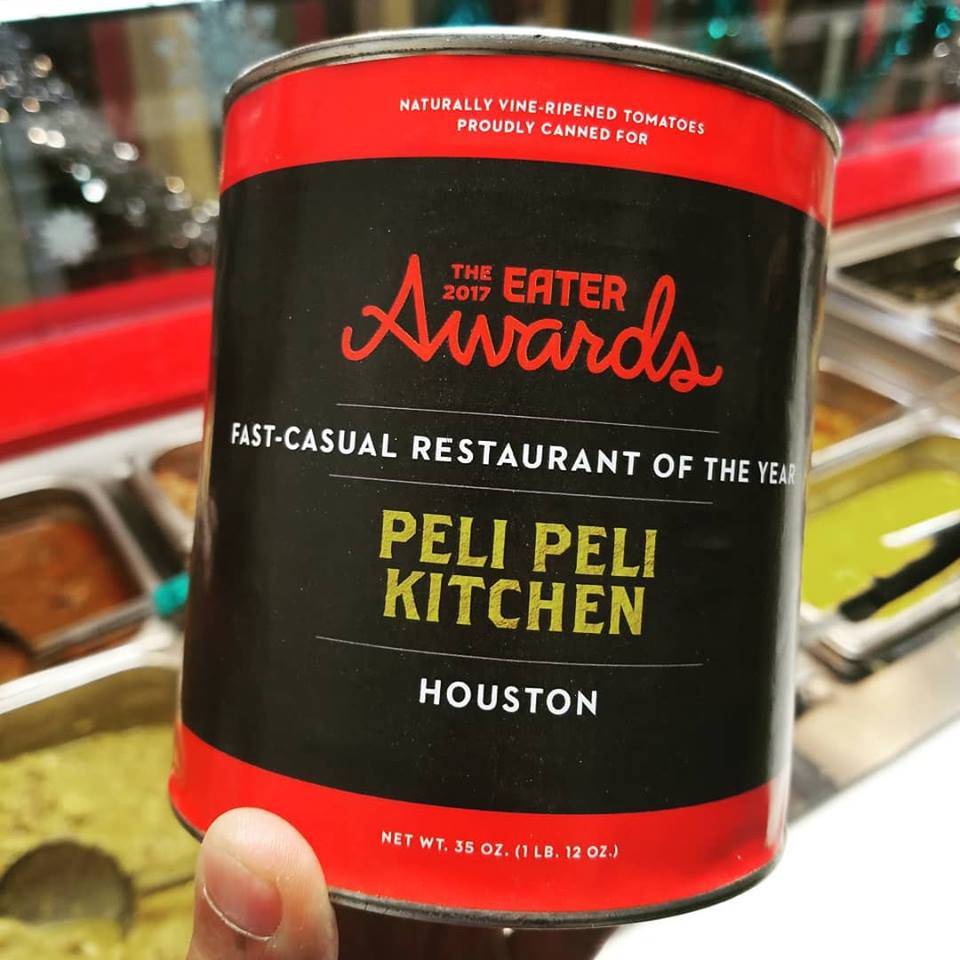 NATURALLY VINE-RIPENED TOMATOES
PROUDLY CANNED FOR
THE 2017 EATER
Awards
FAST-CASUAL RESTAURANT OF THE YEAR
PELI PELI
KITCHEN
HOUSTON
NET WT. 35 OZ. (1 LB. 12 OZ.)